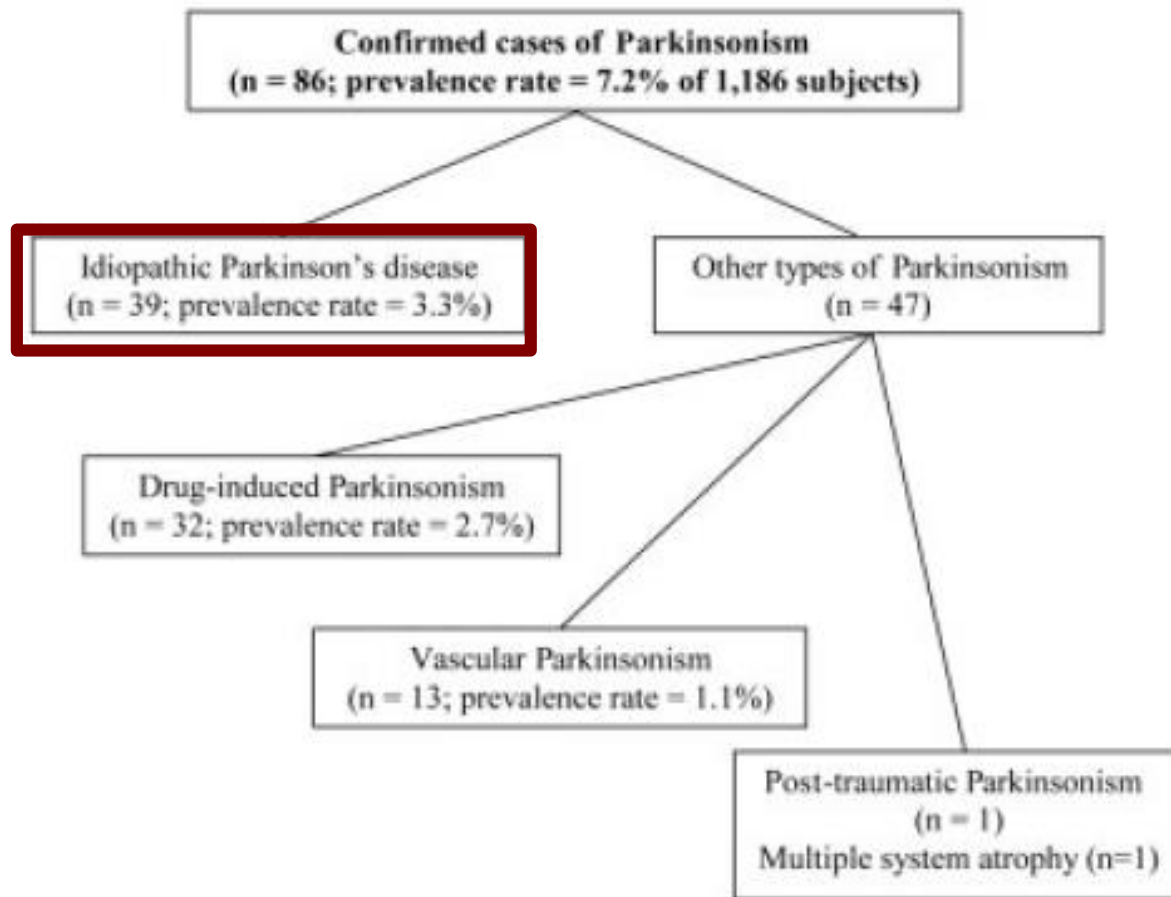 Confirmed cases of Parkinsonism
(n = 86; prevalence rate = 7.2% of 1,186 subjects)
Idiopathic Parkinson's disease
(n = 39; prevalence rate = 3.3%)
Other types of Parkinsonism
(n = 47)
Drug-induced Parkinsonism
(n = 32; prevalence rate = 2.7%)
Vascular Parkinsonism
(n = 13; prevalence rate = 1.1%)
Post-traumatic Parkinsonism
(n = 1)
Multiple system atrophy (n=1)